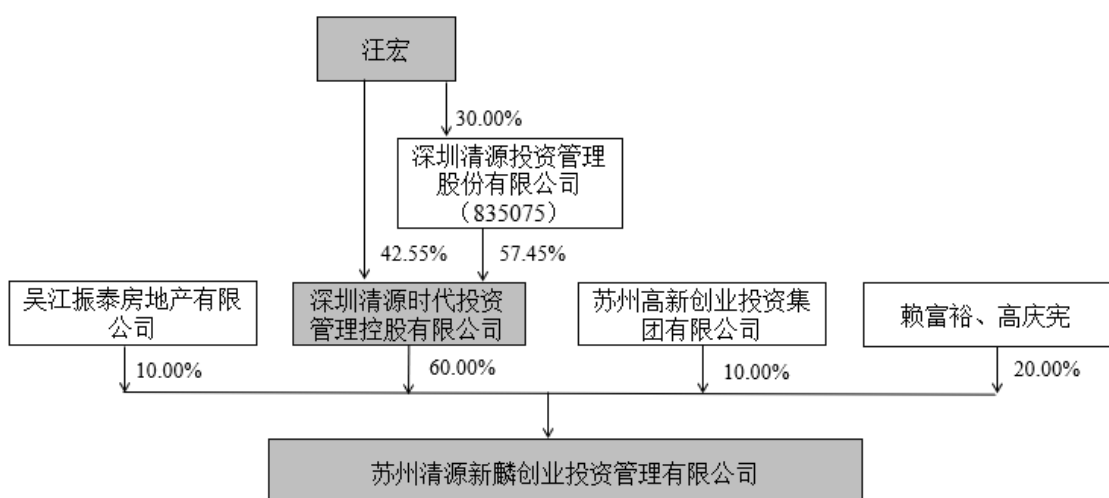 汪宏
30.00%
深圳清源投资管理
股份有限公司
（835075）
42.55%
57.45%
吴江振泰房地产有限
公司
深圳清源时代投资
管理控股有限公司
苏州高新创业投资集
团有限公司
赖富裕、高庆宪
10.00%
60.00%
10.00%
20.00%
苏州清源新麟创业投资管理有限公司